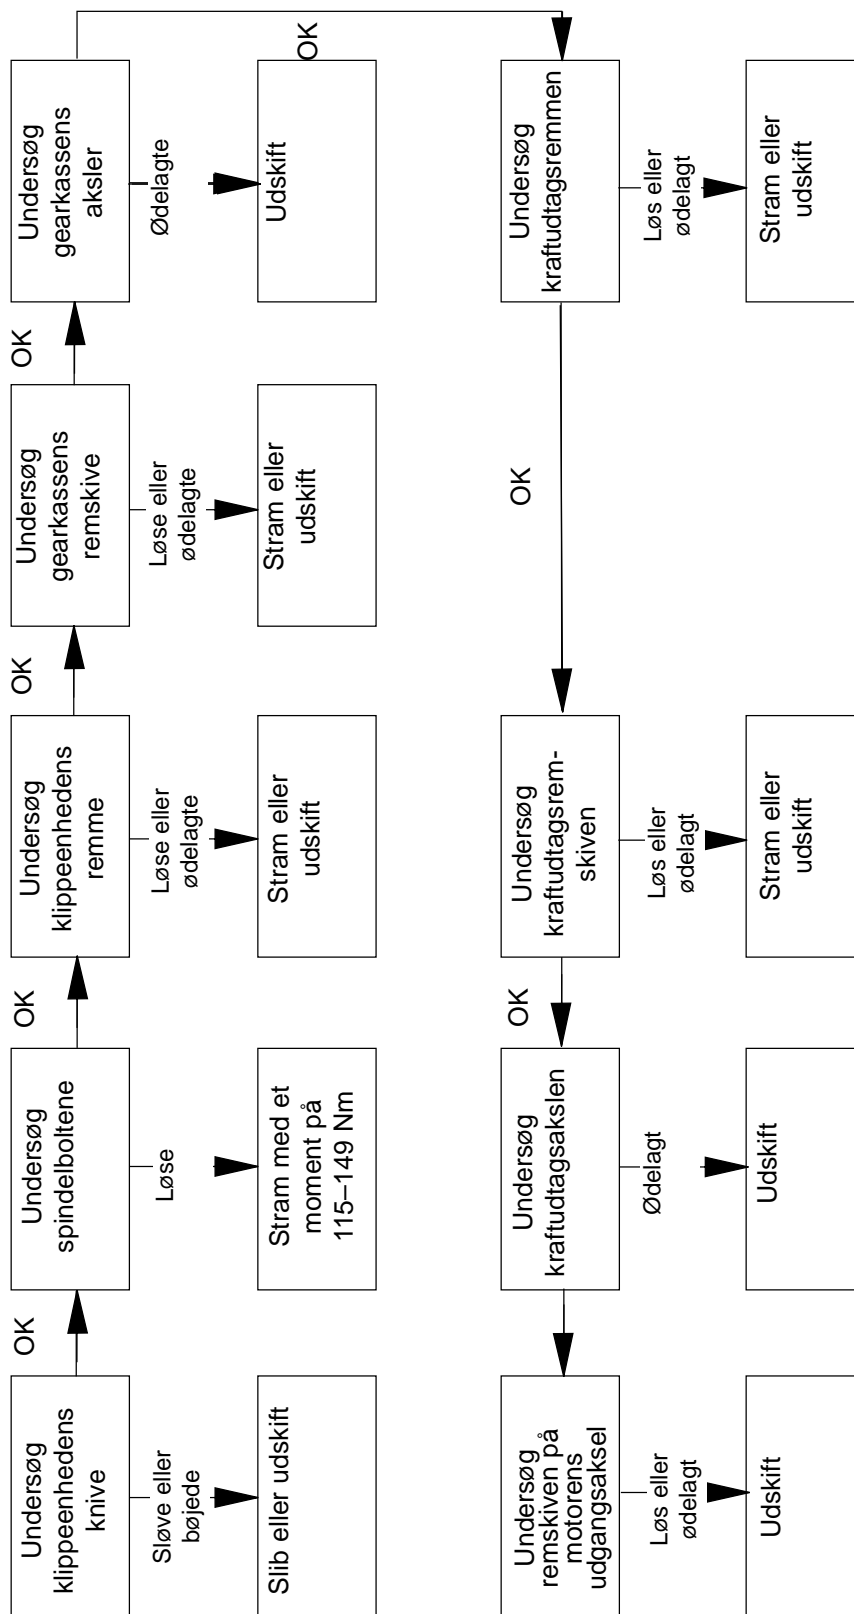 Undersøg
klippeenhedens
knive
OK
Sløve eller
bøjede
Slib eller udskift
Undersøg
spindelboltene
OK
Løse
Stram med et
moment på
115–149 Nm
Undersøg
klippeenhedens
remme
OK
Løse eller
ødelagte
Stram eller
udskift
Undersøg
gearkassens
remskive
OK
Løse eller
ødelagte
Stram eller
udskift
Undersøg
gearkassens
aksler
OK
Ødelagte
Udskift
Undersøg
kraftudtagsremmen
OK
Løs eller
ødelagt
Stram eller
udskift
Undersøg
kraftudtagsrem-
skiven
OK
Løs eller
ødelagt
Stram eller
udskift
Undersøg
kraftudtagsakslen
Ødelagt
Udskift
Undersøg
remskiven på
motorens
udgangsaksel
Løs eller
ødelagt
Udskift